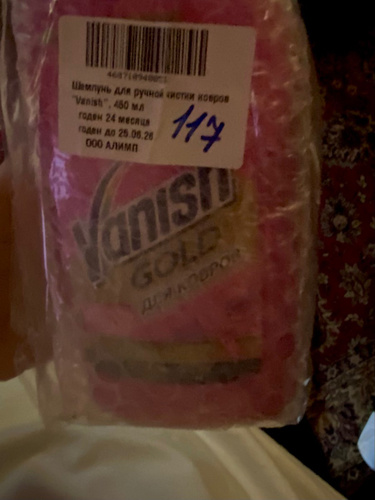 Шампунь для ручной чистки ковров
"Vanish", 450 мл
годен 24 месяца
годен до 25.06.26
ООО АЛИМП
117
Vanish
GOLD
ДЛЯ КОВРОВ